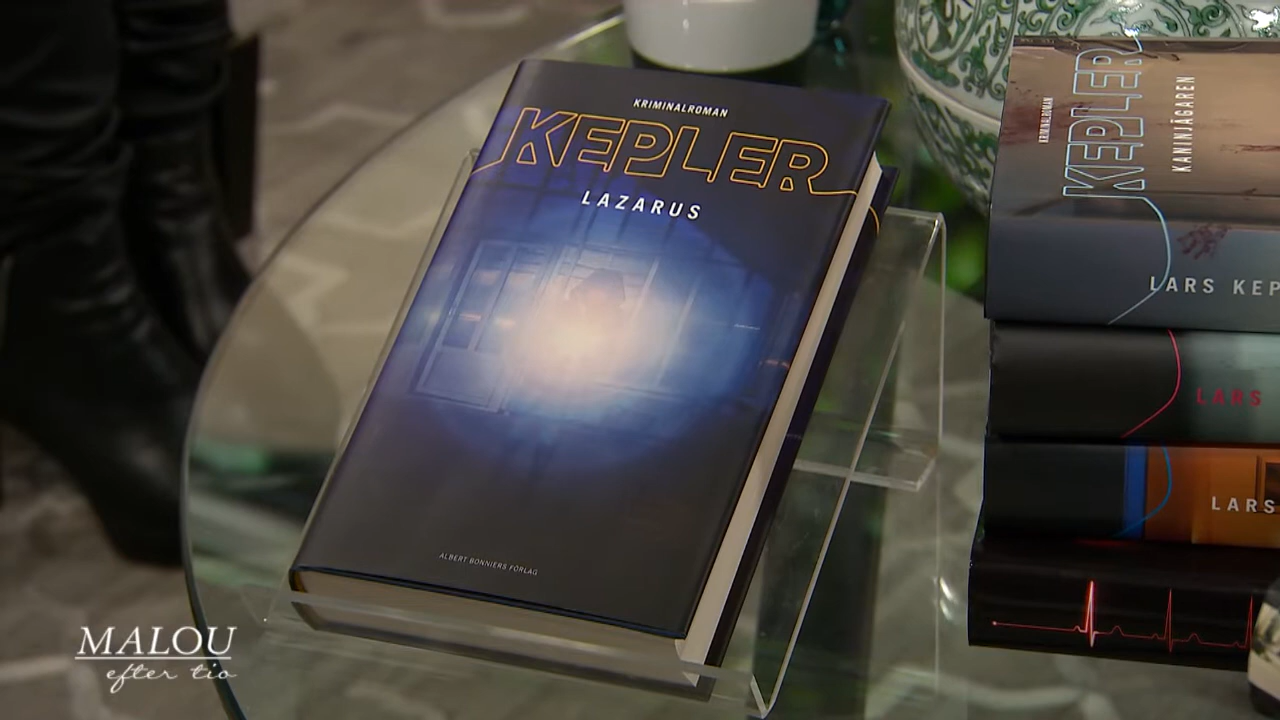 KRIMINALROMAN
KEPLER
LAZARUS
ALBERT BONNIERS FÖRLAG
KRIMINALROMAN
KEPLER
KANINJÄGAREN
LARS KEP
LARS
LARS
MALOU
efter tio